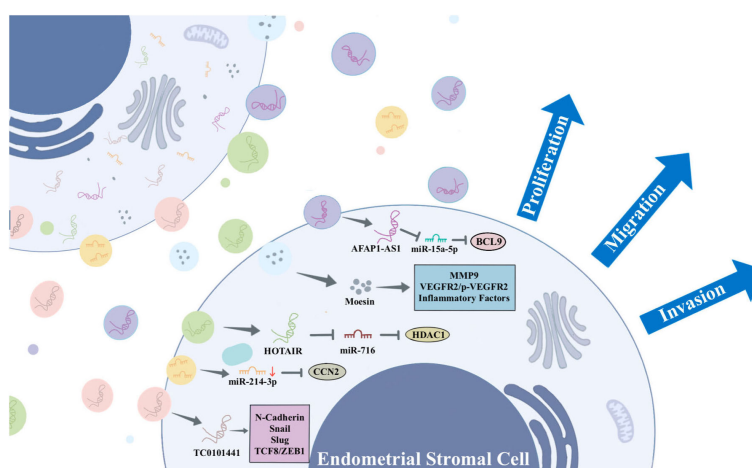 Proliferation
Migration
Invasion
AFAP1-AS1
miR-15a-5p
BCL9
Moesin
MMP9
VEGFR2/p-VEGFR2
Inflammatory Factors
HOTAIR
miR-716
HDAC1
miR-214-3p
CCN2
TC0101441
N-Cadherin
Snail
Slug
TCF8/ZEB1
Endometrial Stromal Cell